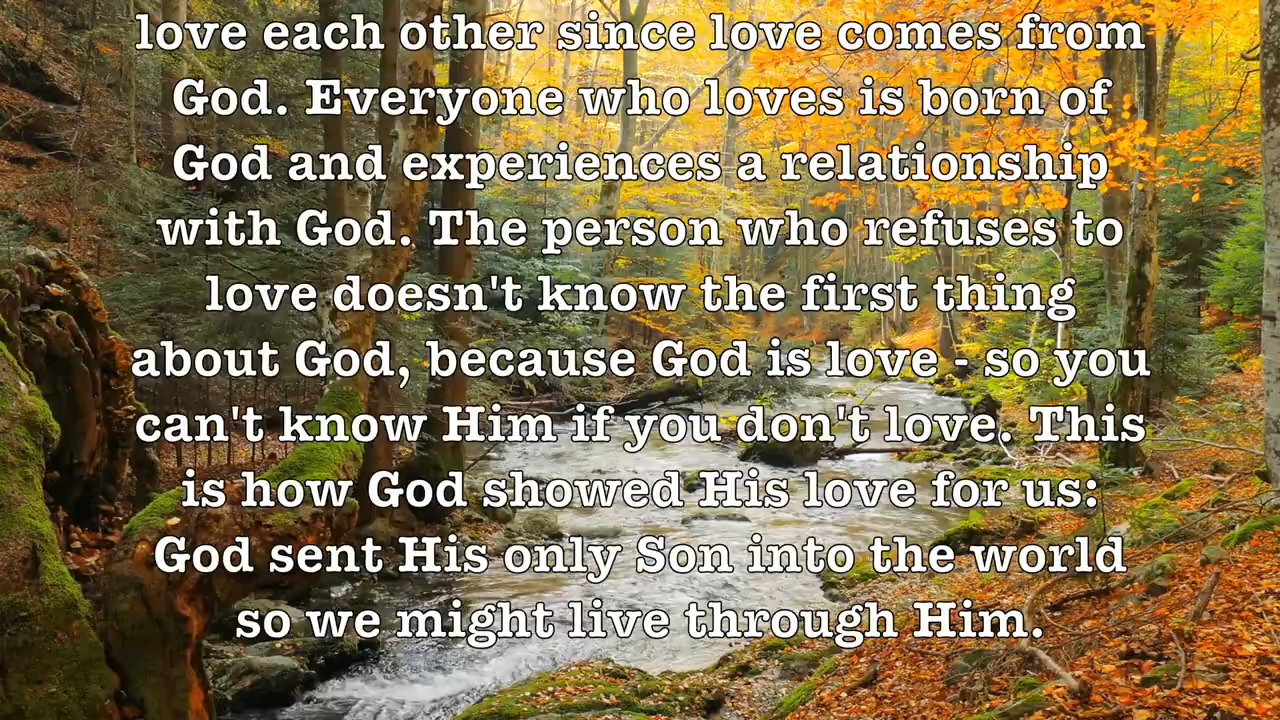 love each other since love comes from
God. Everyone who loves is born of
God and experiences a relationship
with God. The person who refuses to
love doesn't know the first thing
about God, because God is love - so you
can't know Him if you don't love. This
is how God showed His love for us:
God sent His only Son into the world
so we might live through Him.